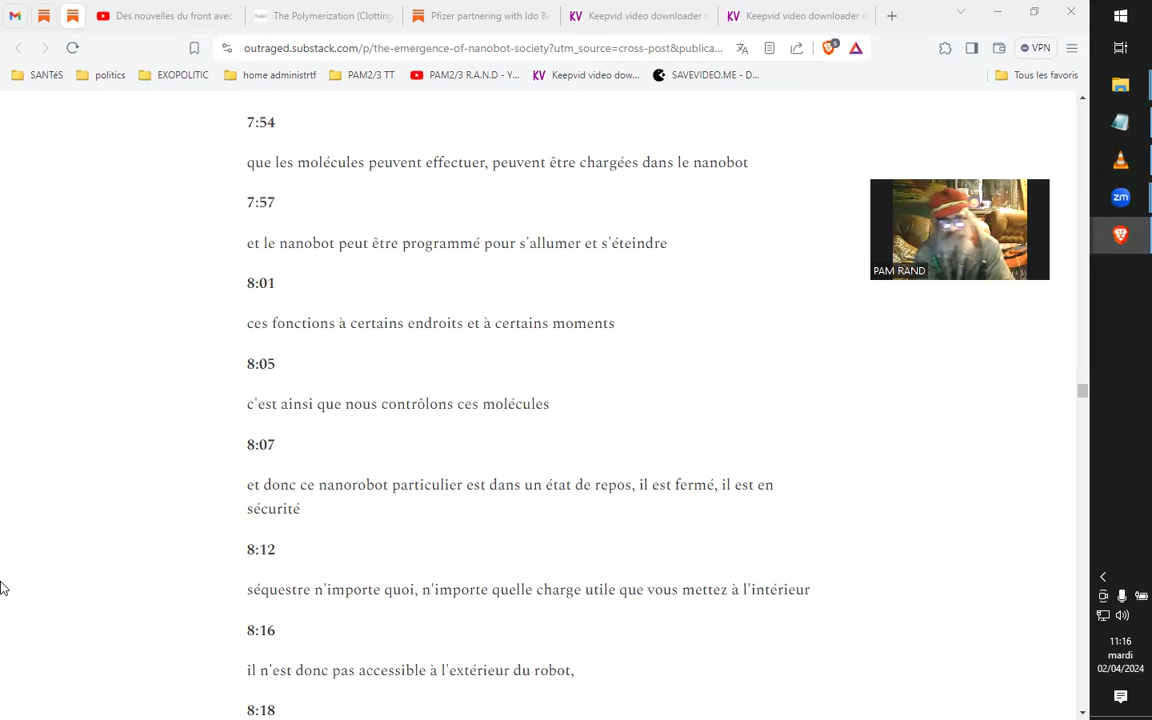 Des nouvelles du front avec
The Polymerization (Clotting
Pfizer partnering with Ido Be
Keepvid video downloader o
Keepvid video downloader o
outraged.substack.com/p/the-emergence-of-nanobot-society?utm_source=cross-post&publica...
VPN
SANTéS
politics
EXOPOLITIC
home administrtf
PAM2/3 TT
PAM2/3 R.A.N.D - Y...
Keepvid video dow...
SAVEVIDEO.ME - D...
Tous les favoris
7:54
que les molécules peuvent effectuer, peuvent être chargées dans le nanobot
7:57
et le nanobot peut être programmé pour s'allumer et s'éteindre
8:01
ces fonctions à certains endroits et à certains moments
8:05
c'est ainsi que nous contrôlons ces molécules
8:07
et donc ce nanorobot particulier est dans un état de repos, il est fermé, il est en
sécurité
8:12
séquestre n'importe quoi, n'importe quelle charge utile que vous mettez à l'intérieur
8:16
il n'est donc pas accessible à l'extérieur du robot,
8:18
PAM RAND
zm
11:16
mardi
02/04/2024